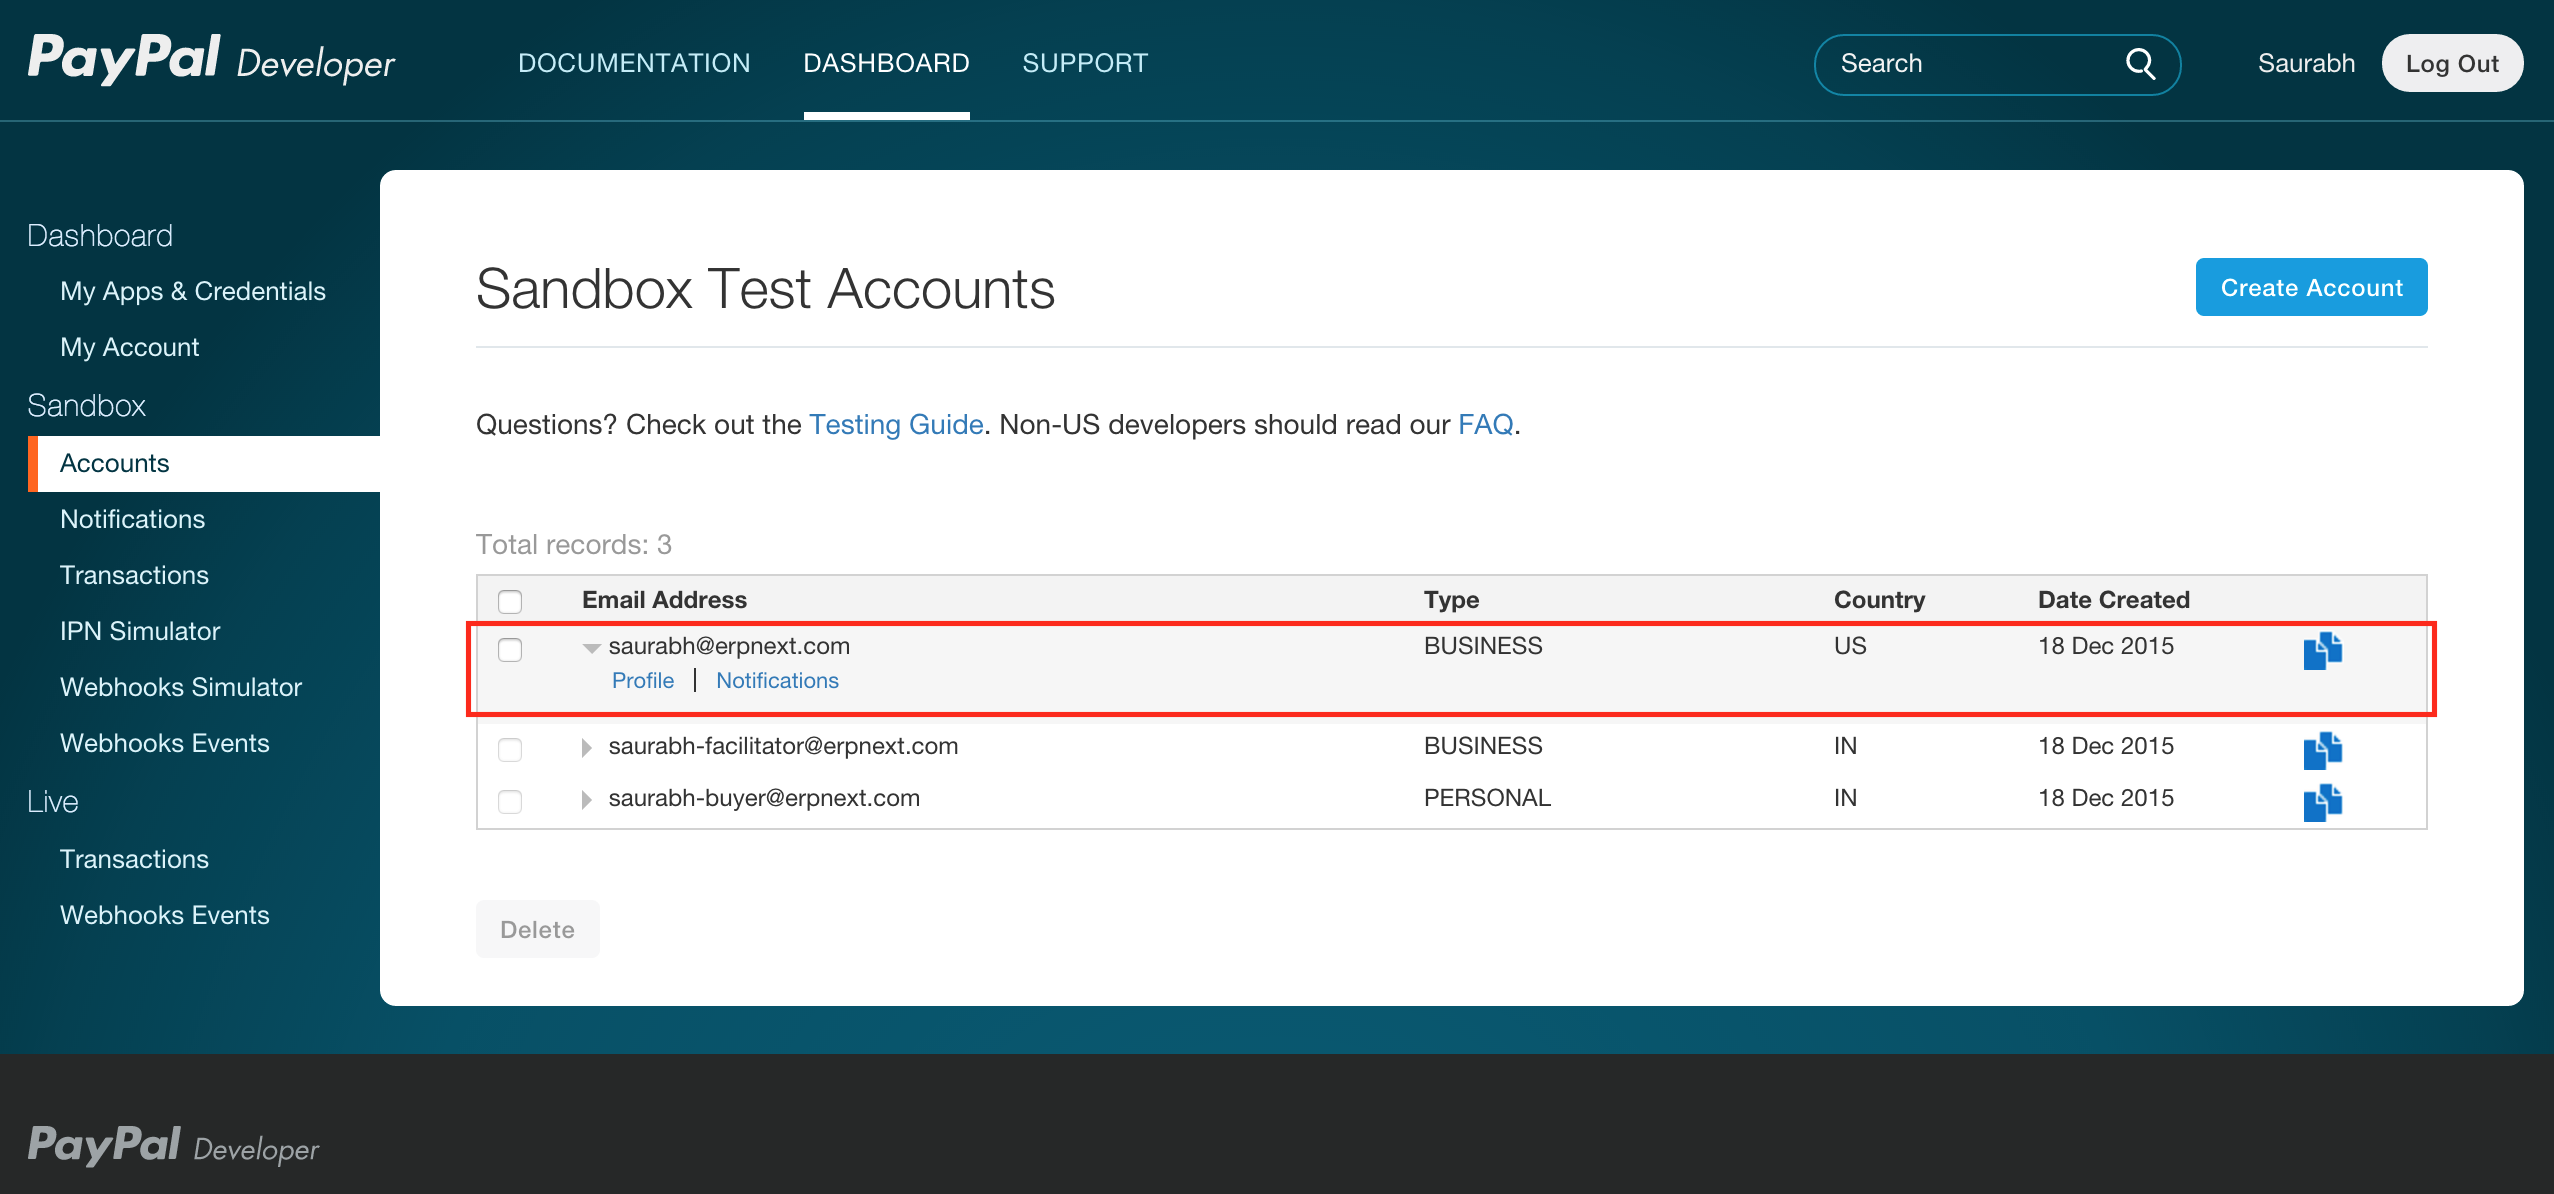 PayPal Developer
DOCUMENTATION DASHBOARD SUPPORT
Search
Saurabh
Log Out
Dashboard
My Apps & Credentials
My Account
Sandbox
Accounts
Notifications
Transactions
IPN Simulator
Webhooks Simulator
Webhooks Events
Live
Transactions
Webhooks Events
Sandbox Test Accounts
Create Account
Questions? Check out the Testing Guide. Non-US developers should read our FAQ.
Total records: 3
Email Address Type Country Date Created
saurabh@erpnext.com BUSINESS US 18 Dec 2015
Profile | Notifications
saurabh-facilitator@erpnext.com BUSINESS IN 18 Dec 2015
saurabh-buyer@erpnext.com PERSONAL IN 18 Dec 2015
Delete
PayPal Developer